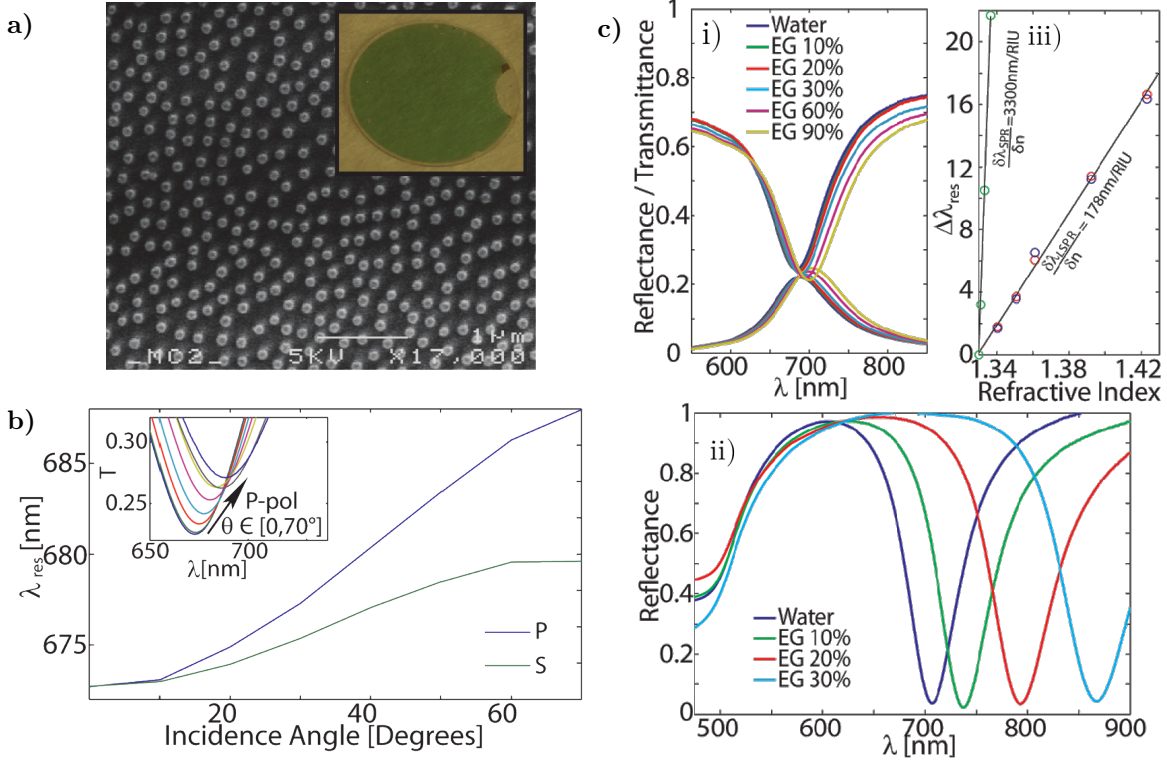 a)
1μm
_MC2_ 5KV X17,000
b)
685
680
675
λ res [nm]
0.30
0.25
T
P-pol
θ ∈ [0,70°]
650 700
λ[nm]
P
S
20 40 60
Incidence Angle [Degrees]
c)
i)
1
0.8
0.6
0.4
0.2
0
Reflectance / Transmittance
Water
EG 10%
EG 20%
EG 30%
EG 60%
EG 90%
600 700 800
λ [nm]
iii)
20
16
12
8
4
0
Δλres
δλSPR/δn = 3300nm/RIU
δλLSPR/δn = 178nm/RIU
1.34 1.38 1.42
Refractive Index
ii)
1
0.8
0.6
0.4
0.2
0
Reflectance
Water
EG 10%
EG 20%
EG 30%
500 600 700 800 900
λ [nm]